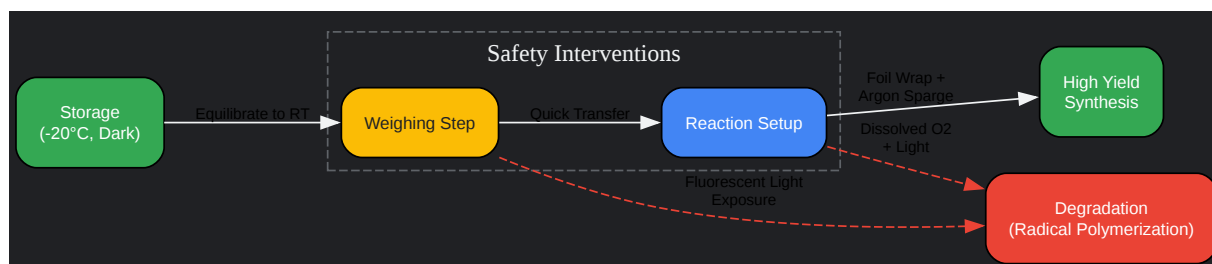 Safety Interventions
Storage
(-20°C, Dark)
Equilibrate to RT
Weighing Step
Quick Transfer
Reaction Setup
Foil Wrap +
Argon Sparge
High Yield
Synthesis
Dissolved O2
+ Light
Fluorescent Light
Exposure
Degradation
(Radical Polymerization)